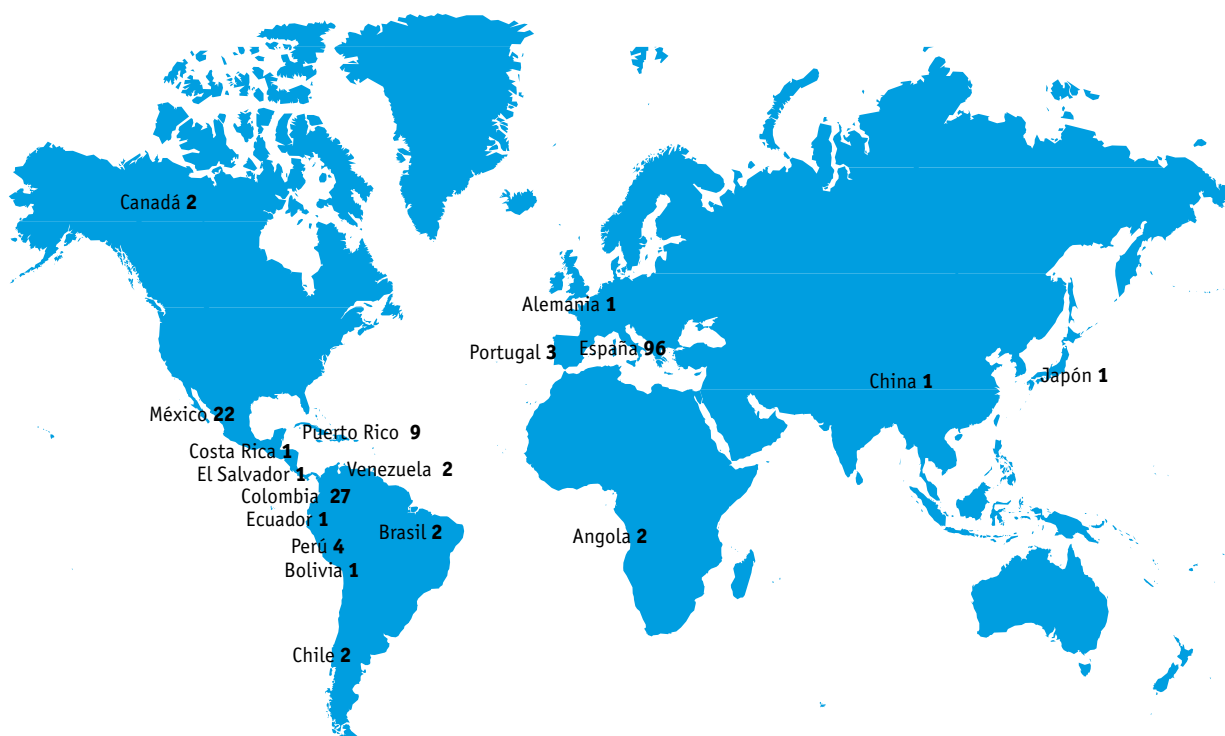 Canadá 2
Alemania 1
Portugal 3
España 96
China 1
Japón 1
México 22
Puerto Rico 9
Costa Rica 1
El Salvador 1
Venezuela 2
Colombia 27
Ecuador 1
Brasil 2
Angola 2
Perú 4
Bolivia 1
Chile 2